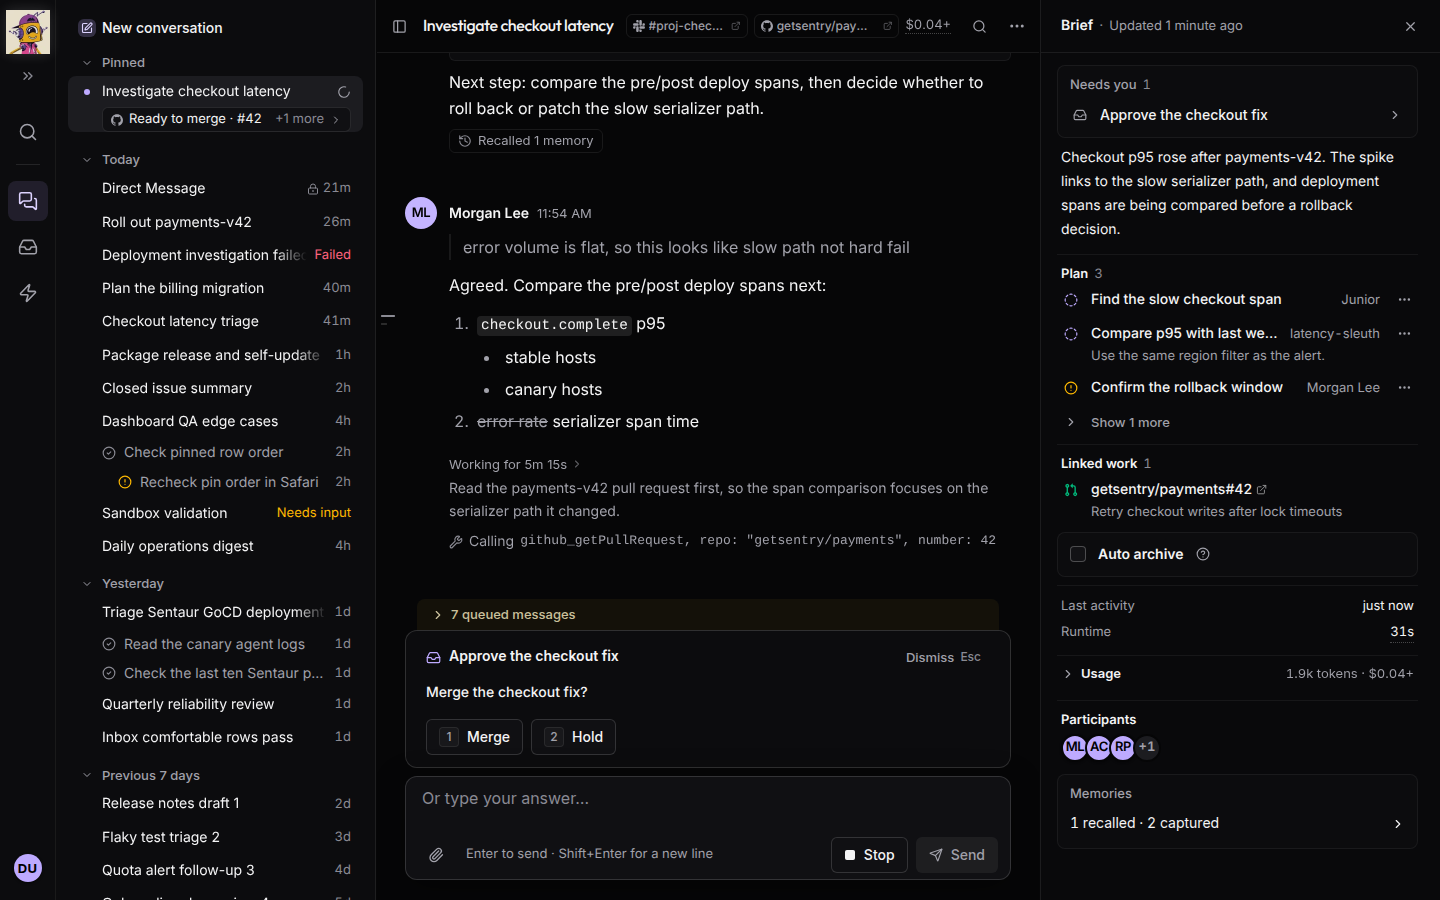 New conversation
Pinned
Investigate checkout latency
Ready to merge · #42 +1 more
Today
Direct Message 21m
Roll out payments-v42 26m
Deployment investigation failed Failed
Plan the billing migration 40m
Checkout latency triage 41m
Package release and self-update 1h
Closed issue summary 2h
Dashboard QA edge cases 4h
Check pinned row order 2h
Recheck pin order in Safari 2h
Sandbox validation Needs input
Daily operations digest 4h
Yesterday
Triage Sentaur GoCD deployment 1d
Read the canary agent logs 1d
Check the last ten Sentaur p... 1d
Quarterly reliability review 1d
Inbox comfortable rows pass 1d
Previous 7 days
Release notes draft 1 2d
Flaky test triage 2 3d
Quota alert follow-up 3 4d
DU
Investigate checkout latency #proj-chec... getsentry/pay... $0.04+
Next step: compare the pre/post deploy spans, then decide whether to
roll back or patch the slow serializer path.
Recalled 1 memory
ML Morgan Lee 11:54 AM
error volume is flat, so this looks like slow path not hard fail
Agreed. Compare the pre/post deploy spans next:
1. checkout.complete p95
• stable hosts
• canary hosts
2. error rate serializer span time
Working for 5m 15s
Read the payments-v42 pull request first, so the span comparison focuses on the
serializer path it changed.
Calling github_getPullRequest, repo: "getsentry/payments", number: 42
7 queued messages
Approve the checkout fix Dismiss Esc
Merge the checkout fix?
1 Merge 2 Hold
Or type your answer...
Enter to send · Shift+Enter for a new line Stop Send
Brief · Updated 1 minute ago
Needs you 1
Approve the checkout fix
Checkout p95 rose after payments-v42. The spike
links to the slow serializer path, and deployment
spans are being compared before a rollback
decision.
Plan 3
Find the slow checkout span Junior
Compare p95 with last we... latency-sleuth
Use the same region filter as the alert.
Confirm the rollback window Morgan Lee
Show 1 more
Linked work 1
getsentry/payments#42
Retry checkout writes after lock timeouts
Auto archive
Last activity just now
Runtime 31s
Usage 1.9k tokens · $0.04+
Participants
ML AC RP +1
Memories
1 recalled · 2 captured